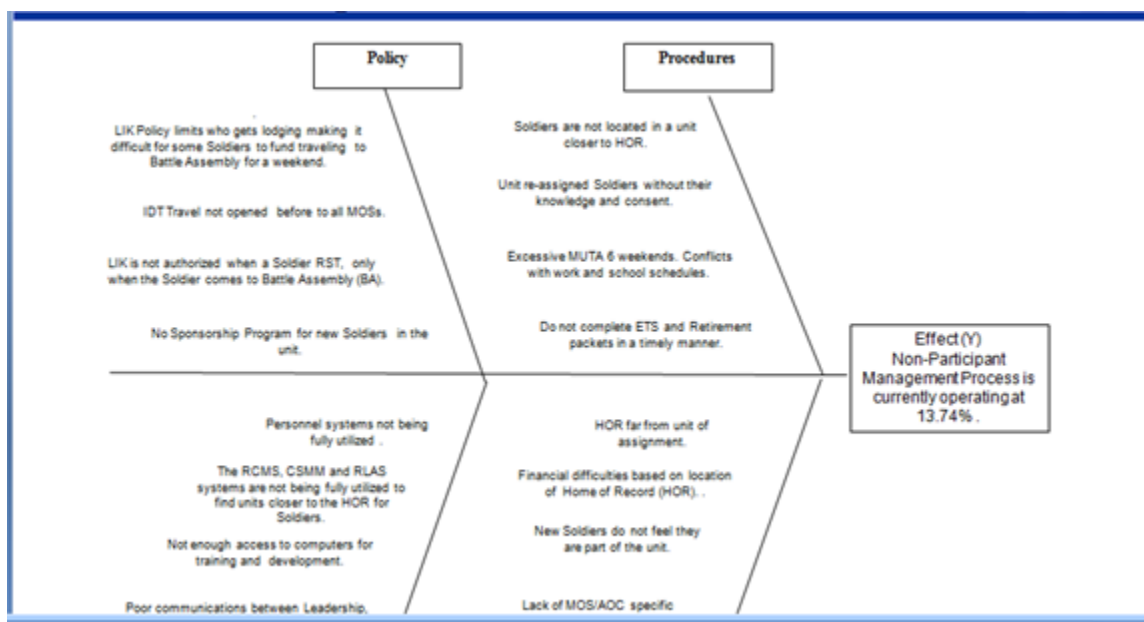 Policy
LIK Policy limits who gets lodging making it
difficult for some Soldiers to fund traveling to
Battle Assembly for a weekend.
IDT Travel not opened before to all MOSs.
LIK is not authorized when a Soldier RST, only
when the Soldier comes to Battle Assembly (BA).
No Sponsorship Program for new Soldiers in the
unit.
Procedures
Soldiers are not located in a unit
closer to HOR.
Unit re-assigned Soldiers without their
knowledge and consent.
Excessive MUTA 6 weekends. Conflicts
with work and school schedules.
Do not complete ETS and Retirement
packets in a timely manner.
Effect (Y)
Non-Participant
Management Process is
currently operating at
13.74% .
Personnel systems not being
fully utilized .
The RCMS, CSMM and RLAS
systems are not being fully utilized to
find units closer to the HOR for
Soldiers.
Not enough access to computers for
training and development.
Poor communications between Leadership,
HOR far from unit of
assignment.
Financial difficulties based on location
of Home of Record (HOR). .
New Soldiers do not feel they
are part of the unit.
Lack of MOS/AOC specific